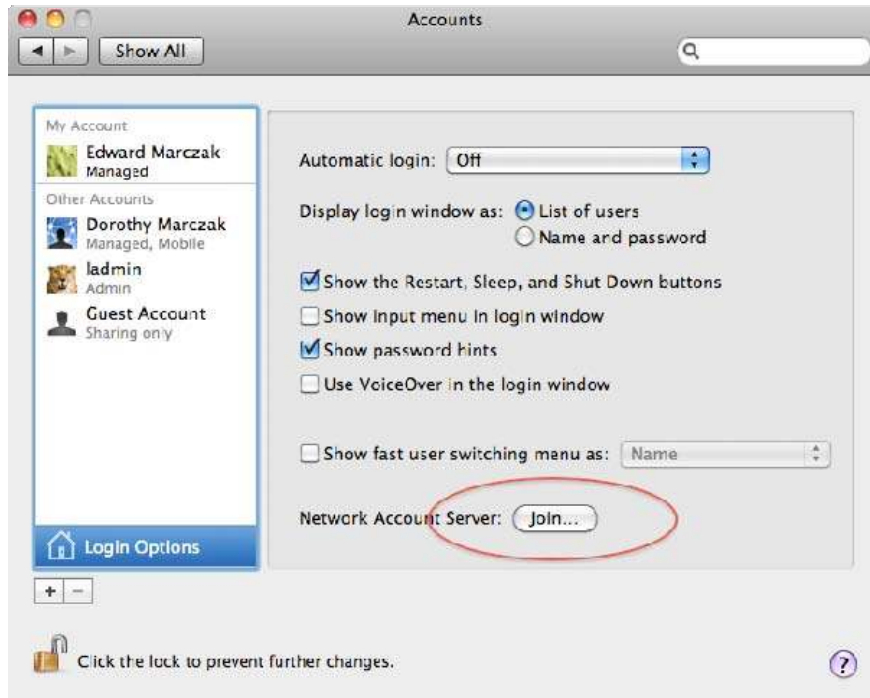 Accounts
Show All
My Account
Edward Marczak
Managed
Other Accounts
Dorothy Marczak
Managed, Mobile
ladmin
Admin
Guest Account
Sharing only
Login Options
Automatic login: Off
Display login window as: List of users
Name and password
Show the Restart, Sleep, and Shut Down buttons
Show Input menu in login window
Show password hints
Use VoiceOver in the login window
Show fast user switching menu as: Name
Network Account Server: Join...
+ −
Click the lock to prevent further changes.
?